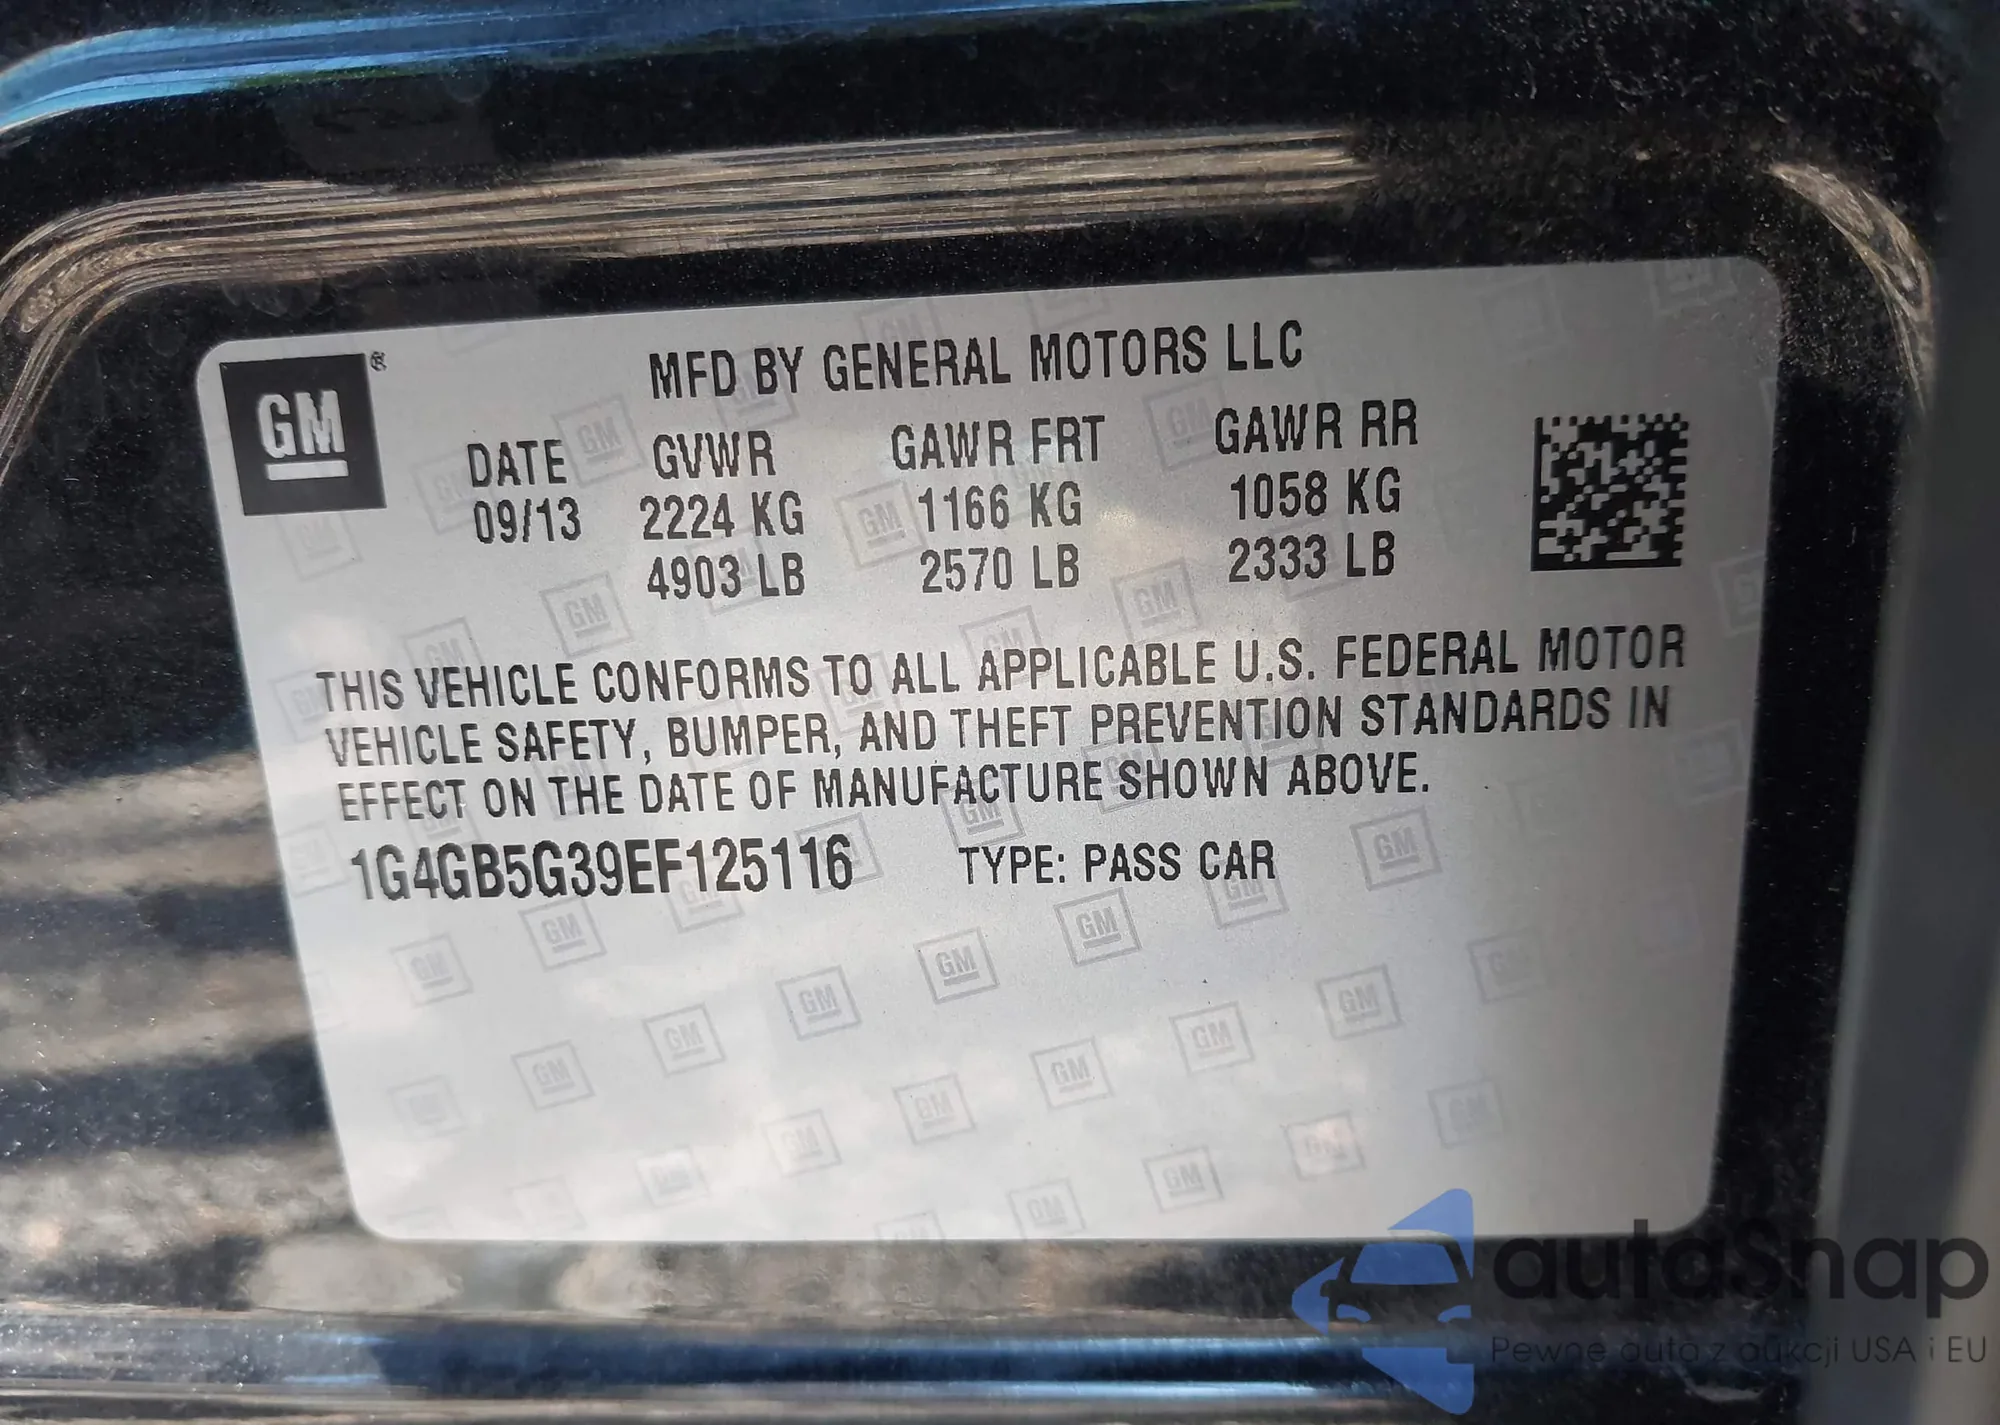 GM®
MFD BY GENERAL MOTORS LLC
DATE GVWR GAWR FRT GAWR RR
09/13 2224 KG 1166 KG 1058 KG
4903 LB 2570 LB 2333 LB
THIS VEHICLE CONFORMS TO ALL APPLICABLE U.S. FEDERAL MOTOR
VEHICLE SAFETY, BUMPER, AND THEFT PREVENTION STANDARDS IN
EFFECT ON THE DATE OF MANUFACTURE SHOWN ABOVE.
1G4GB5G39EF125116 TYPE: PASS CAR
autaSnap
Pewne auta z aukcji USA i EU